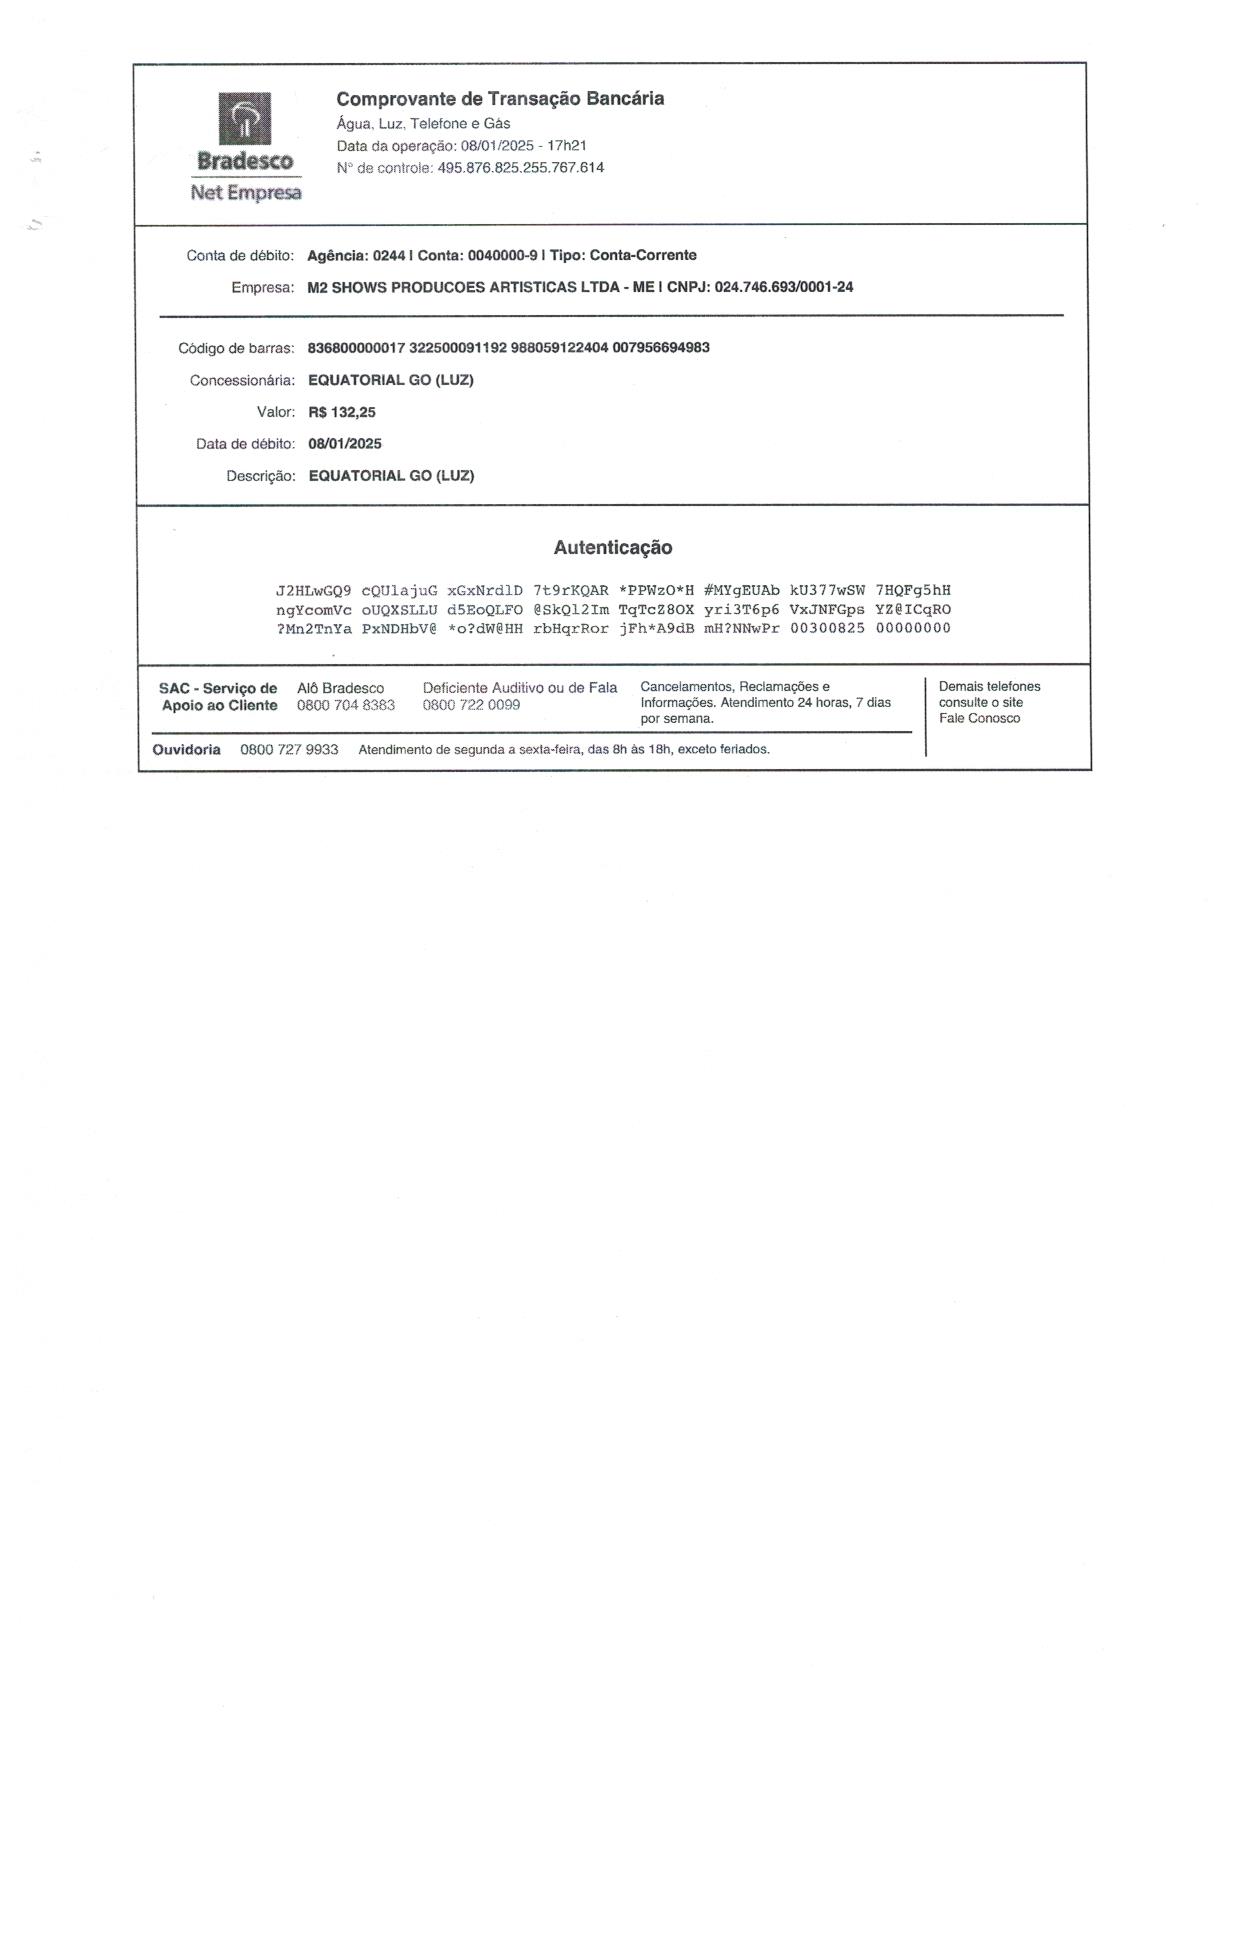 Comprovante de Transação Bancária
Água, Luz, Telefone e Gás
Data da operação: 08/01/2025 - 17h21
N° de controle: 495.876.825.255.767.614
Bradesco
Net Empresa
Conta de débito: Agência: 0244 | Conta: 0040000-9 | Tipo: Conta-Corrente
Empresa: M2 SHOWS PRODUCOES ARTISTICAS LTDA - ME | CNPJ: 024.746.693/0001-24
Código de barras: 836800000017 322500091192 988059122404 007956694983
Concessionária: EQUATORIAL GO (LUZ)
Valor: R$ 132,25
Data de débito: 08/01/2025
Descrição: EQUATORIAL GO (LUZ)
Autenticação
J2HLwGQ9 cQUlajuG xGxNrdlD 7t9rKQAR *PPWzO*H #MYgEUAb kU377wSW 7HQFg5hH
ngYcomVc oUQXSLLU d5EoQLFO @SkQl2Im TqTcZ8OX yri3T6p6 VxJNFGps YZ@ICqRO
?Mn2TnYa PxNDHbV@ *o?dW@HH rbHqrRor jFh*A9dB mH?NNwPr 00300825 00000000
SAC - Serviço de Apoio ao Cliente
Alô Bradesco
0800 704 8383
Deficiente Auditivo ou de Fala
0800 722 0099
Cancelamentos, Reclamações e
Informações. Atendimento 24 horas, 7 dias
por semana.
Demais telefones
consulte o site
Fale Conosco
Ouvidoria 0800 727 9933 Atendimento de segunda a sexta-feira, das 8h às 18h, exceto feriados.